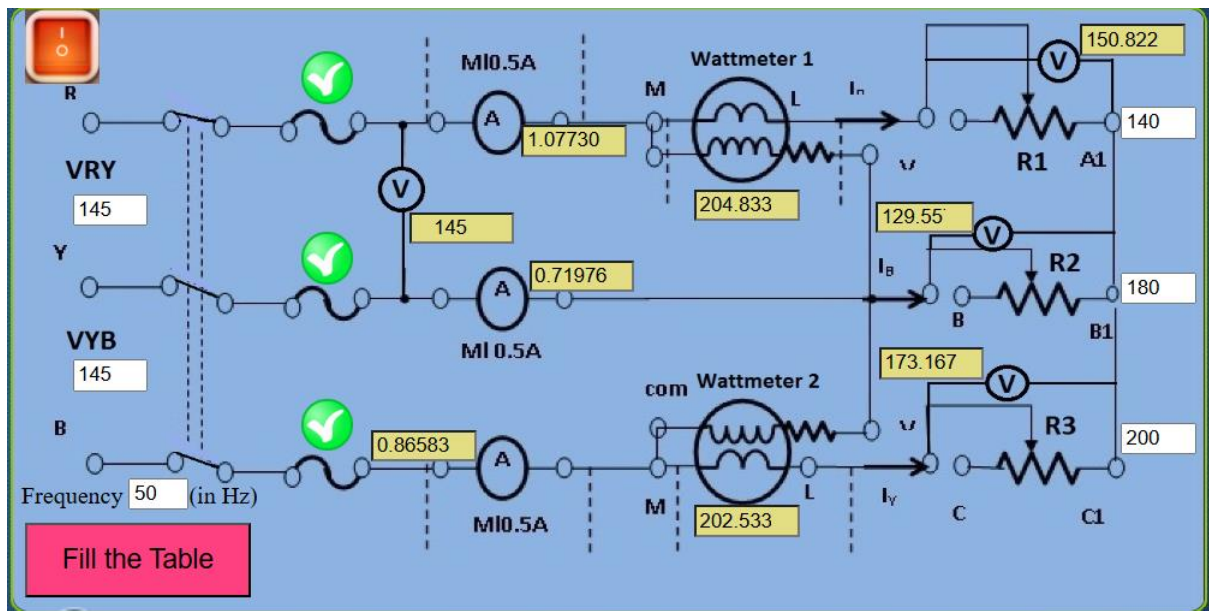 I
O
MI0.5A
Wattmeter 1
V
150.822
R
A
M
L
1.07730
R1
A1
140
VRY
145
V
145
204.833
129.55
V
Y
0.71976
A
I_B
R2
B
B1
180
VYB
145
MI 0.5A
173.167
V
com
Wattmeter 2
B
0.86583
A
R3
200
Frequency 50 (in Hz)
M
L
I_Y
C
C1
MI0.5A
202.533
Fill the Table